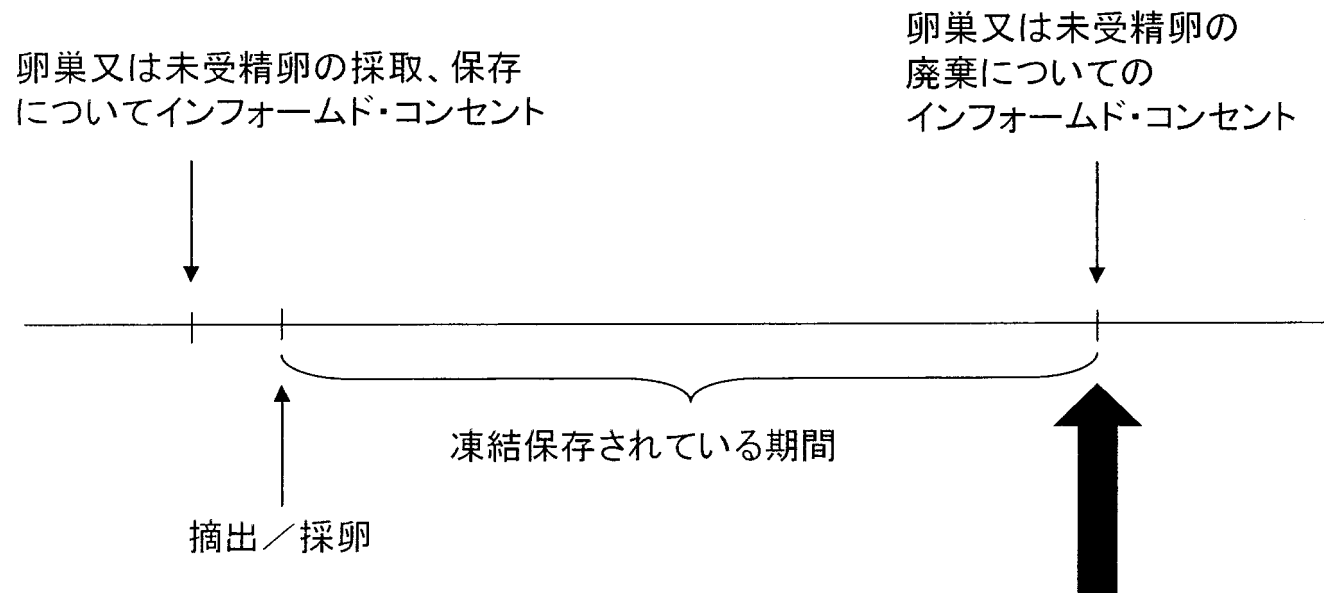 卵巣又は未受精卵の採取、保存
についてインフォームド・コンセント
卵巣又は未受精卵の
廃棄についての
インフォームド・コンセント
凍結保存されている期間
摘出／採卵